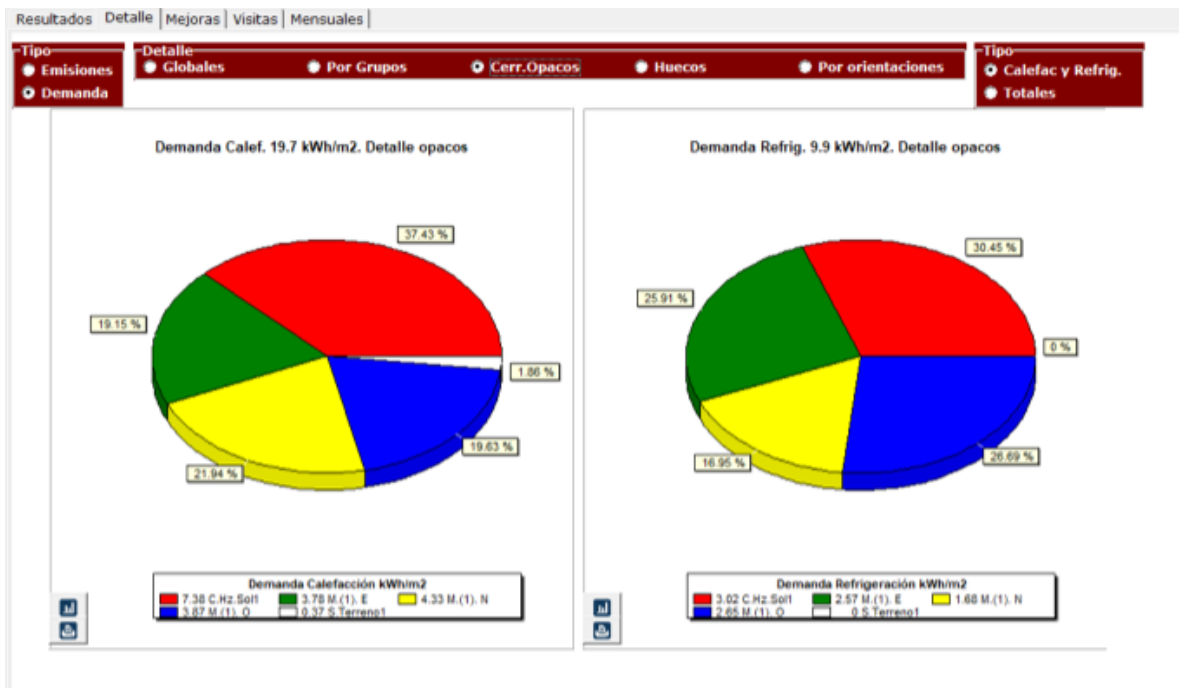 Resultados Detalle Mejoras Visitas Mensuales
Tipo
Emisiones
Demanda
Detalle
Globales Por Grupos Cerr.Opacos Huecos Por orientaciones
Tipo
Calefac y Refrig.
Totales
Demanda Calef. 19.7 kWh/m2. Detalle opacos
37.43 %
19.15 %
1.86 %
19.63 %
21.94 %
Demanda Calefacción kWh/m2
7.38 C.Hz.Sol1 3.78 M.(1). E 4.33 M.(1). N
3.87 M.(1). O 0.37 S.Terreno1
Demanda Refrig. 9.9 kWh/m2. Detalle opacos
30.45 %
25.91 %
0 %
26.69 %
16.95 %
Demanda Refrigeración kWh/m2
3.02 C.Hz.Sol1 2.57 M.(1). E 1.68 M.(1). N
2.65 M.(1). O 0 S.Terreno1